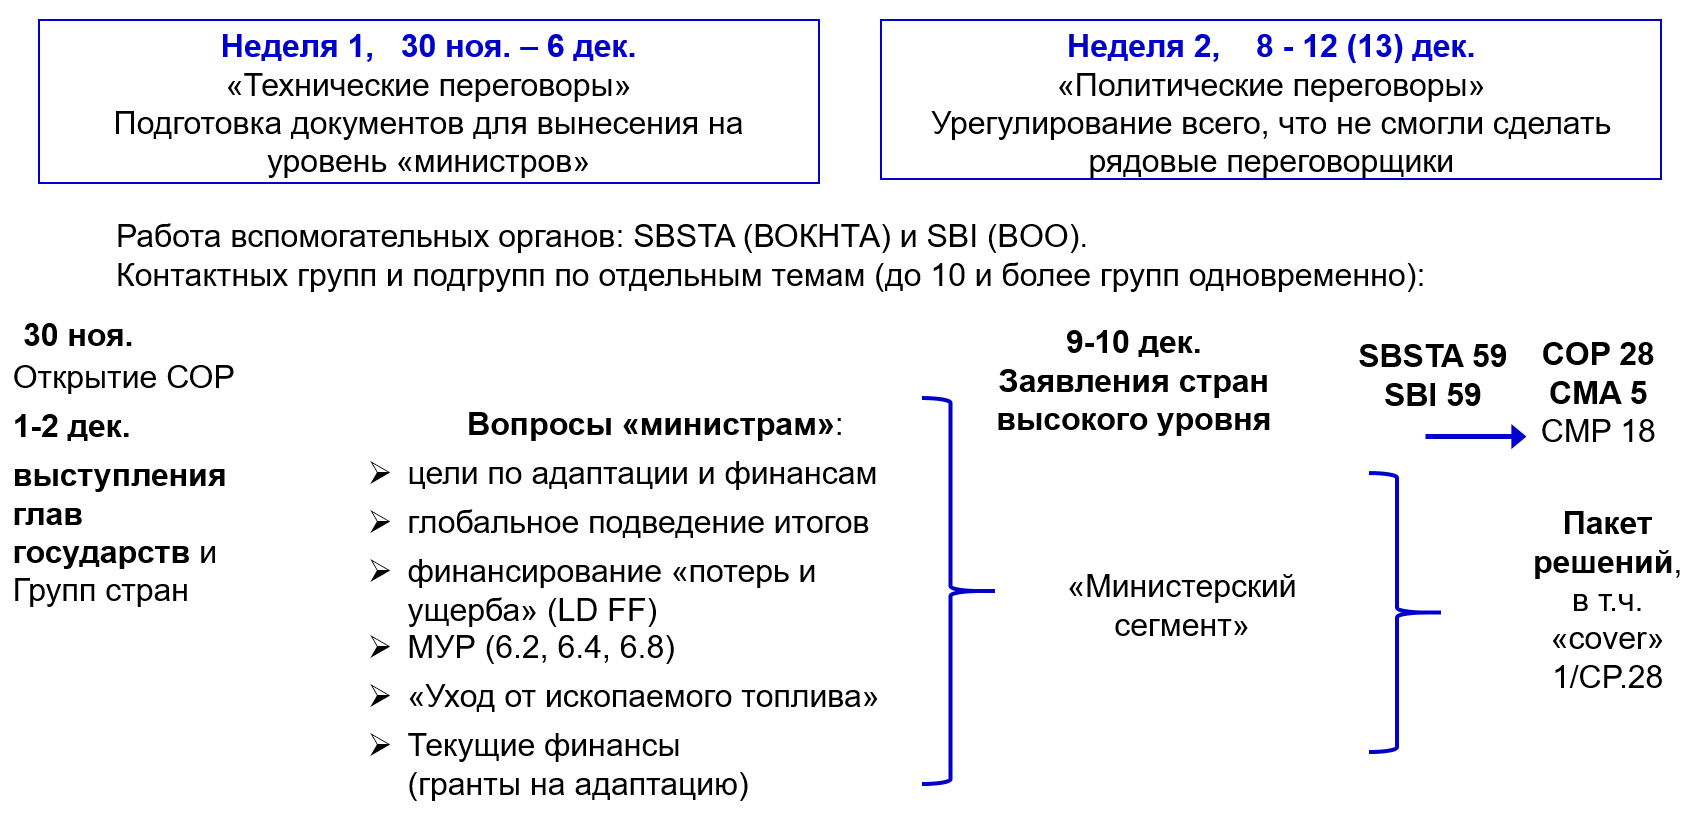 Неделя 1, 30 ноя. – 6 дек.
«Технические переговоры»
Подготовка документов для вынесения на
уровень «министров»
Неделя 2, 8 - 12 (13) дек.
«Политические переговоры»
Урегулирование всего, что не смогли сделать
рядовые переговорщики
Работа вспомогательных органов: SBSTA (ВОКНТА) и SBI (ВОО).
Контактных групп и подгрупп по отдельным темам (до 10 и более групп одновременно):
30 ноя.
Открытие СОР
1-2 дек.
выступления
глав
государств и
Групп стран
Вопросы «министрам»:
цели по адаптации и финансам
глобальное подведение итогов
финансирование «потерь и
ущерба» (LD FF)
МУР (6.2, 6.4, 6.8)
«Уход от ископаемого топлива»
Текущие финансы
(гранты на адаптацию)
9-10 дек.
Заявления стран
высокого уровня
«Министерский
сегмент»
SBSTA 59
SBI 59
COP 28
CMA 5
CMP 18
Пакет
решений,
в т.ч.
«cover»
1/CP.28